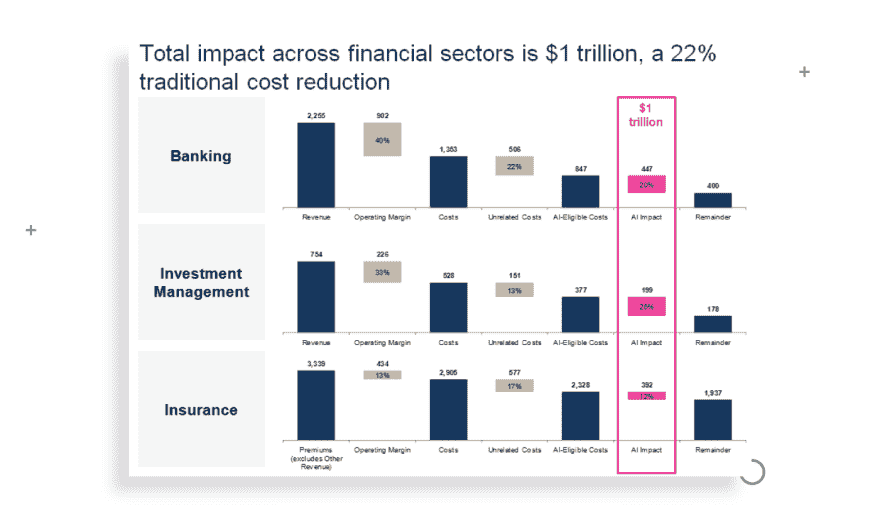 Total impact across financial sectors is $1 trillion, a 22%
traditional cost reduction
$1
trillion
Banking
2,255 902 1,353 506 847 447 400
40% 22% 20%
Revenue Operating Margin Costs Unrelated Costs AI-Eligible Costs AI Impact Remainder
Investment
Management
754 226 528 151 377 199 178
33% 13%
Revenue Operating Margin Costs Unrelated Costs AI-Eligible Costs AI Impact Remainder
Insurance
3,339 434 2,905 577 2,328 392 1,937
13% 17% 12%
Premiums Operating Margin Costs Unrelated Costs AI-Eligible Costs AI Impact Remainder
(excludes Other
Revenue)